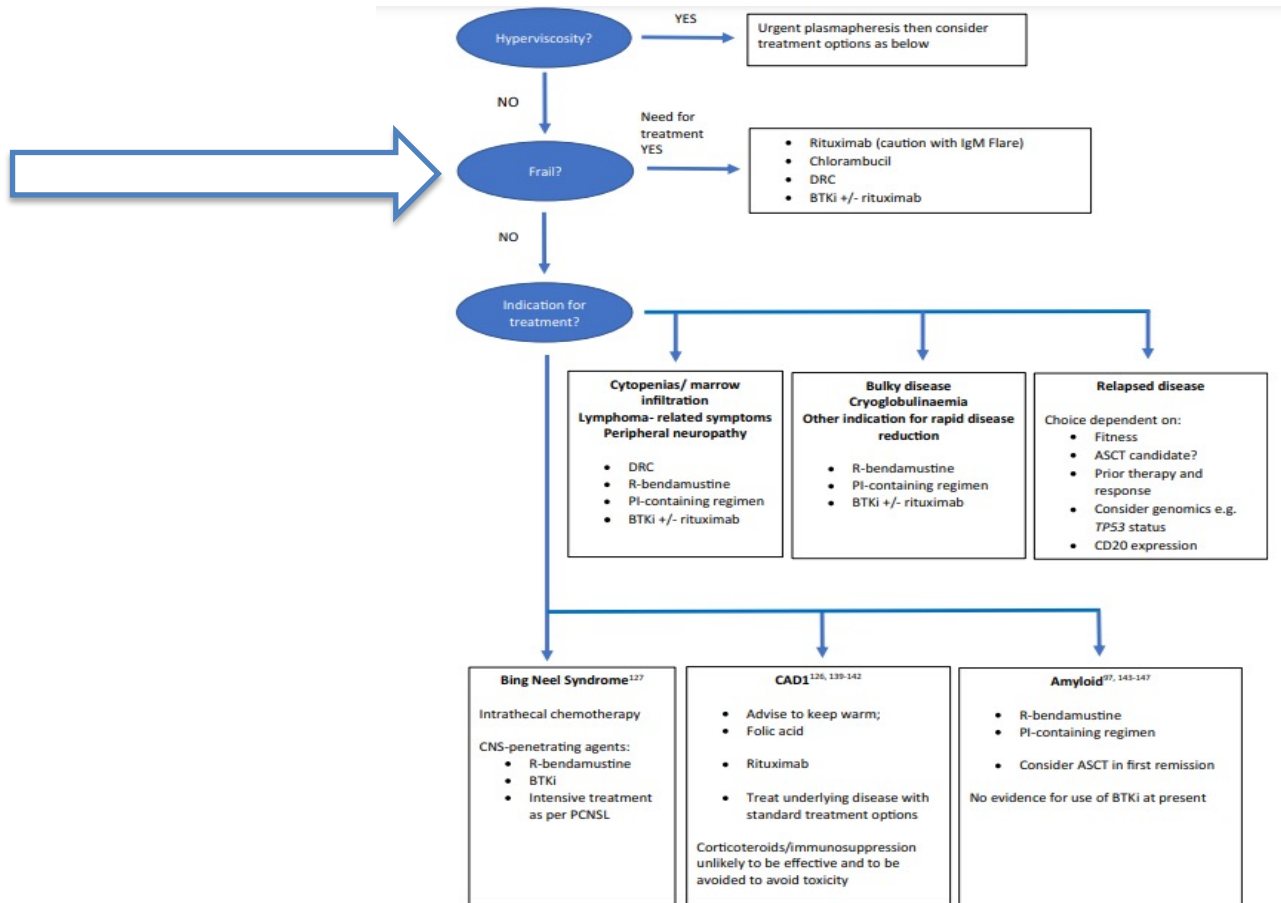 Hyperviscosity?
YES
Urgent plasmapheresis then consider
treatment options as below
NO
Frail?
Need for
treatment
YES
• Rituximab (caution with IgM Flare)
• Chlorambucil
• DRC
• BTKi +/- rituximab
NO
Indication for
treatment?
Cytopenias/ marrow
infiltration
Lymphoma- related symptoms
Peripheral neuropathy
• DRC
• R-bendamustine
• PI-containing regimen
• BTKi +/- rituximab
Bulky disease
Cryoglobulinaemia
Other indication for rapid disease
reduction
• R-bendamustine
• PI-containing regimen
• BTKi +/- rituximab
Relapsed disease
Choice dependent on:
• Fitness
• ASCT candidate?
• Prior therapy and
response
• Consider genomics e.g.
TP53 status
• CD20 expression
Bing Neel Syndrome127
Intrathecal chemotherapy
CNS-penetrating agents:
• R-bendamustine
• BTKi
• Intensive treatment
as per PCNSL
CAD1126, 139-142
• Advise to keep warm;
• Folic acid
• Rituximab
• Treat underlying disease with
standard treatment options
Corticoteroids/immunosuppression
unlikely to be effective and to be
avoided to avoid toxicity
Amyloid97, 143-147
• R-bendamustine
• PI-containing regimen
• Consider ASCT in first remission
No evidence for use of BTKi at present